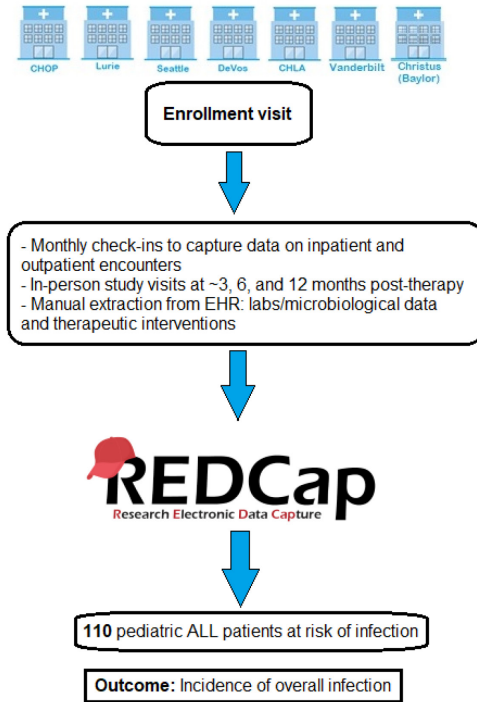 CHOP Lurie Seattle DeVos CHLA Vanderbilt Christus
(Baylor)
Enrollment visit
- Monthly check-ins to capture data on inpatient and
outpatient encounters
- In-person study visits at ~3, 6, and 12 months post-therapy
- Manual extraction from EHR: labs/microbiological data
and therapeutic interventions
REDCap
Research Electronic Data Capture
110 pediatric ALL patients at risk of infection
Outcome: Incidence of overall infection